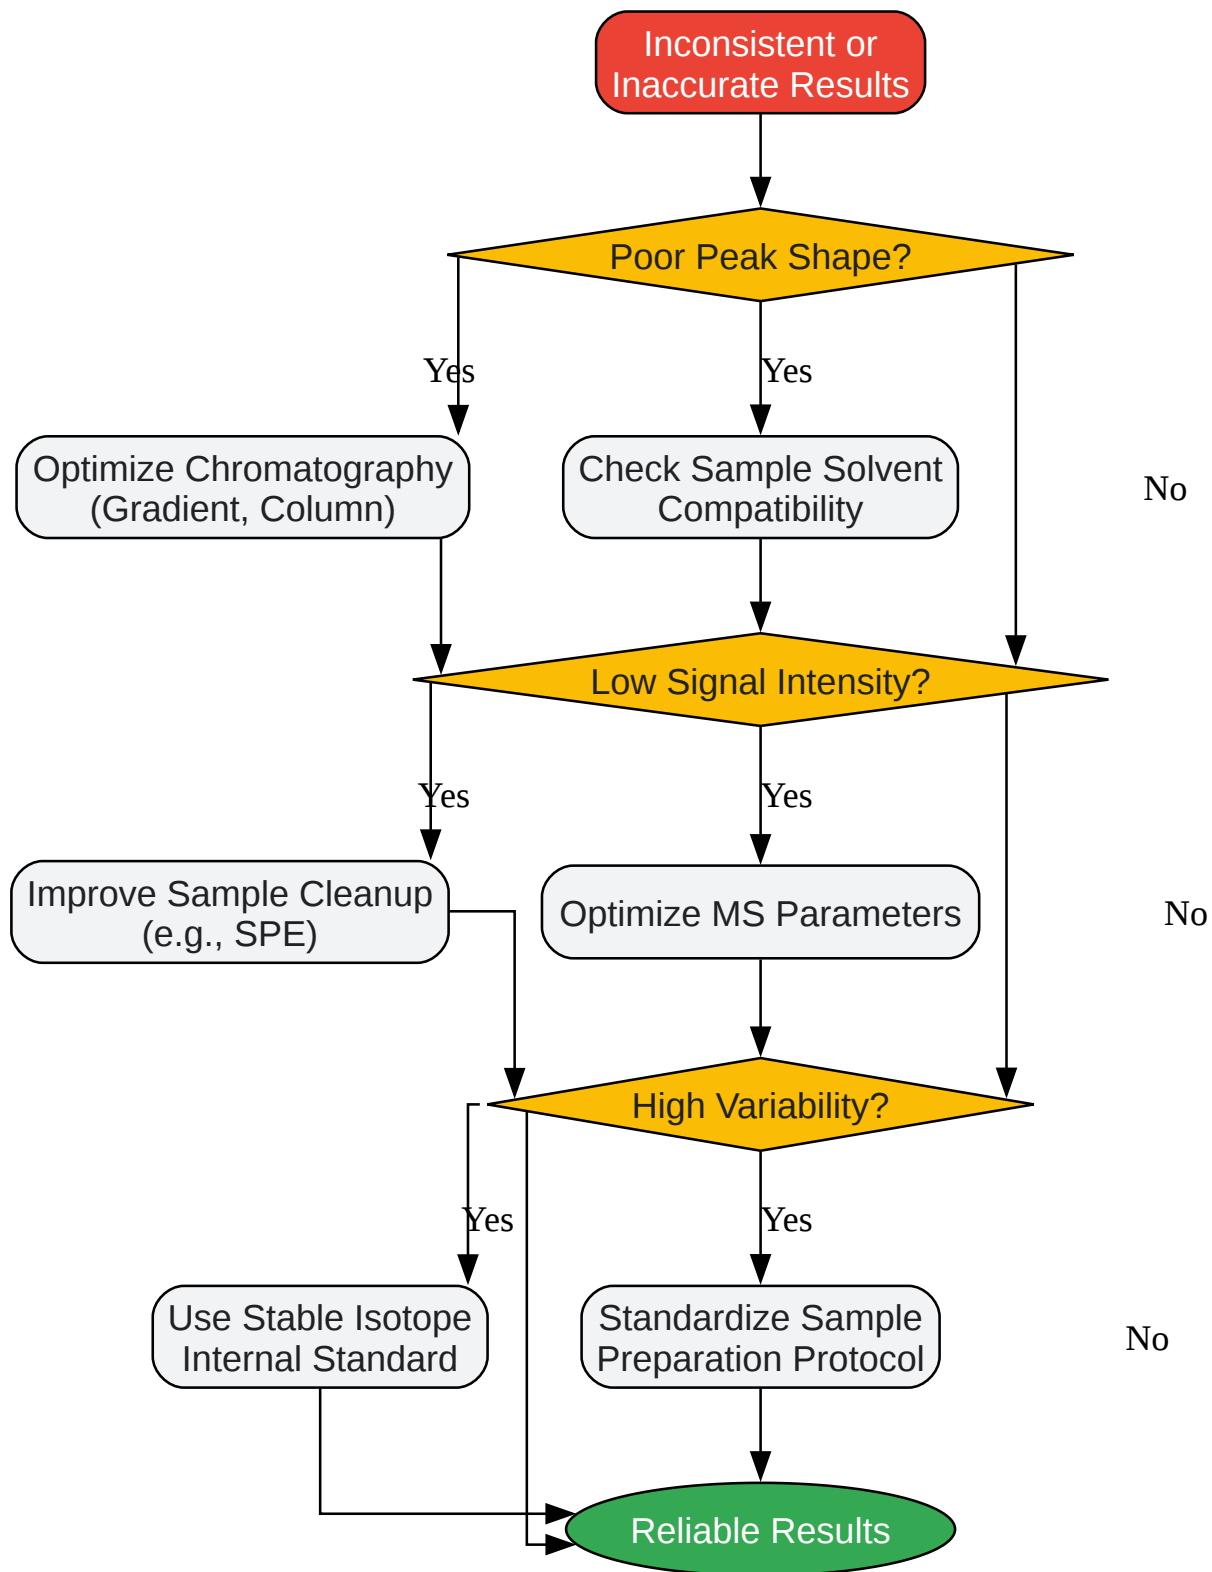 Inconsistent or
Inaccurate Results
Poor Peak Shape?
Yes
Yes
Optimize Chromatography
(Gradient, Column)
Check Sample Solvent
Compatibility
No
Low Signal Intensity?
Yes
Yes
Improve Sample Cleanup
(e.g., SPE)
Optimize MS Parameters
No
High Variability?
Yes
Yes
Use Stable Isotope
Internal Standard
Standardize Sample
Preparation Protocol
No
Reliable Results